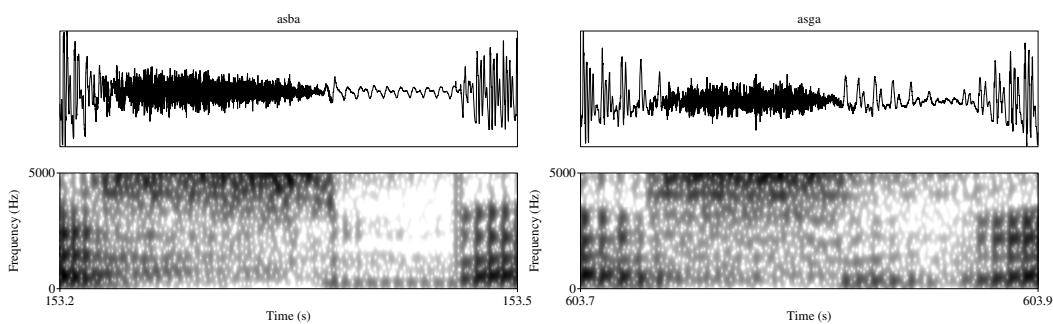 asba
asga
5000
Frequency (Hz)
0
153.2
153.5
Time (s)
5000
Frequency (Hz)
0
603.7
603.9
Time (s)